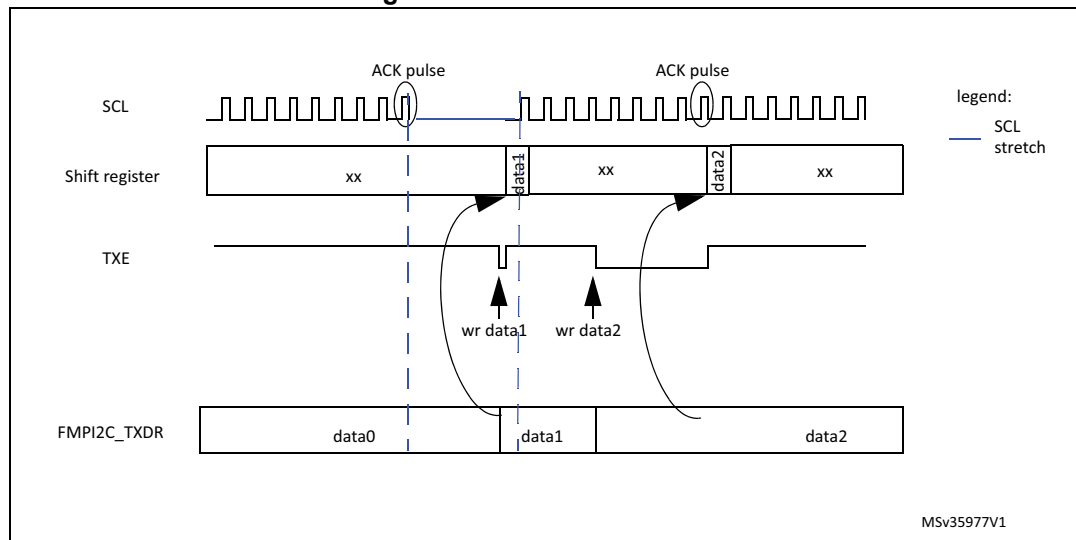 ACK pulse
ACK pulse
SCL
legend:
SCL
stretch
Shift register
xx
data1
xx
data2
xx
TXE
wr data1
wr data2
FMPI2C_TXDR
data0
data1
data2
MSv35977V1